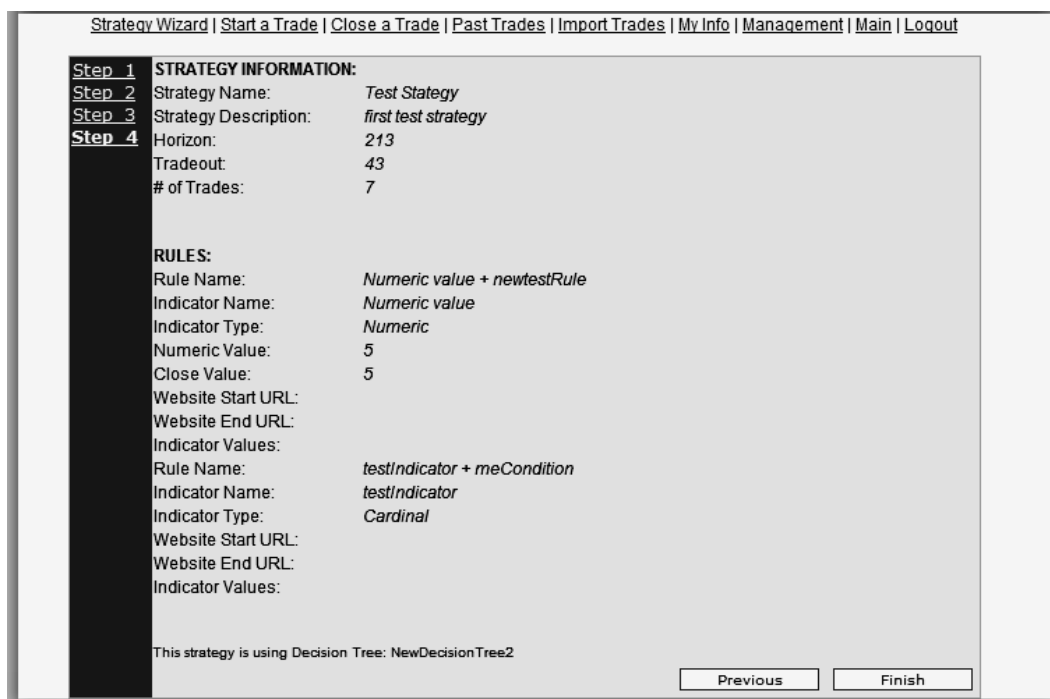 Strategy Wizard | Start a Trade | Close a Trade | Past Trades | Import Trades | My Info | Management | Main | Logout
Step 1
Step 2
Step 3
Step 4
STRATEGY INFORMATION:
Strategy Name: Test Stategy
Strategy Description: first test strategy
Horizon: 213
Tradeout: 43
# of Trades: 7
RULES:
Rule Name: Numeric value + newtestRule
Indicator Name: Numeric value
Indicator Type: Numeric
Numeric Value: 5
Close Value: 5
Website Start URL:
Website End URL:
Indicator Values:
Rule Name: testIndicator + meCondition
Indicator Name: testIndicator
Indicator Type: Cardinal
Website Start URL:
Website End URL:
Indicator Values:
This strategy is using Decision Tree: NewDecisionTree2
Previous Finish